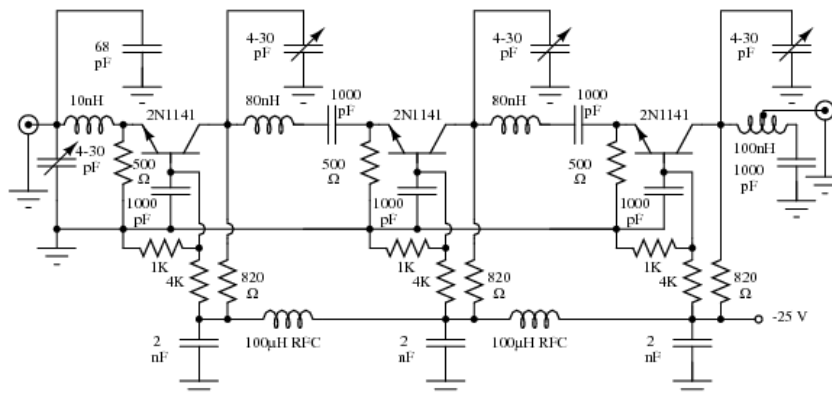 68
pF
4-30
pF
4-30
pF
4-30
pF
10nH
2N1141
80nH
1000
pF
2N1141
80nH
1000
pF
2N1141
4-30
pF
500
Ω
500
Ω
500
Ω
100nH
1000
pF
1000
pF
1000
pF
1000
pF
1K
4K
820
Ω
1K
4K
820
Ω
1K
4K
820
Ω
-25 V
2
nF
100μH RFC
2
nF
100μH RFC
2
nF